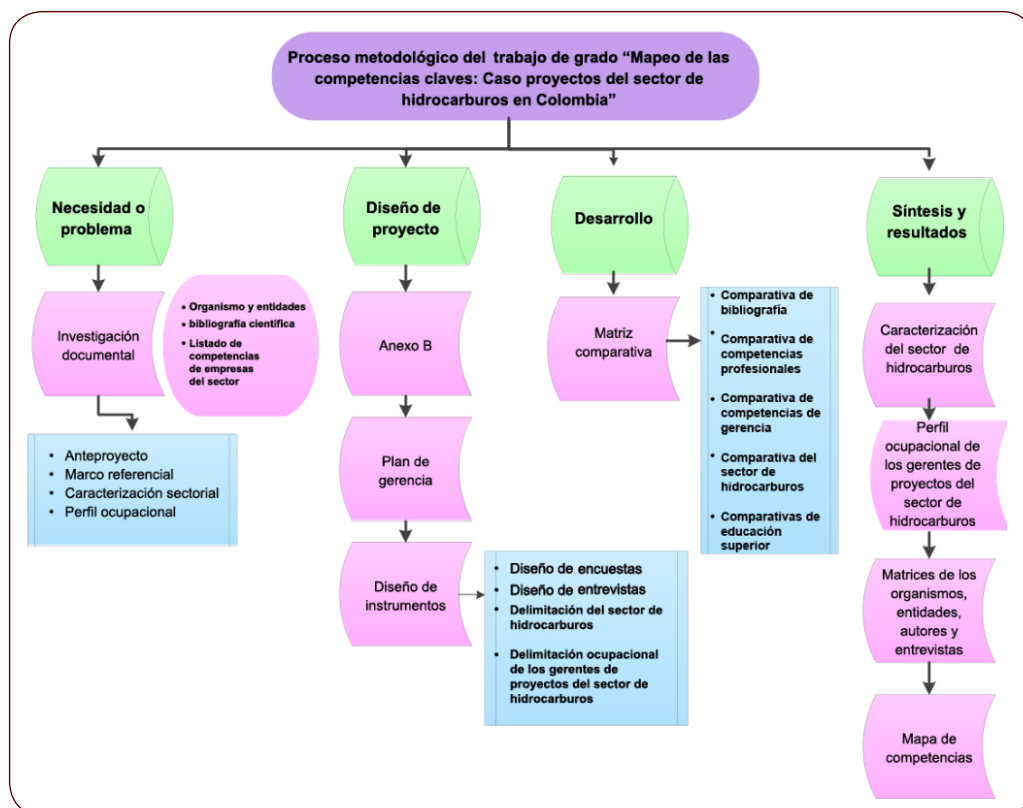 Proceso metodológico del trabajo de grado “Mapeo de las
competencias claves: Caso proyectos del sector de
hidrocarburos en Colombia”
Necesidad o
problema
Investigación
documental
• Organismo y entidades
• bibliografía científica
• Listado de
competencias
de empresas
del sector
• Anteproyecto
• Marco referencial
• Caracterización sectorial
• Perfil ocupacional
Diseño de
proyecto
Anexo B
Plan de
gerencia
Diseño de
instrumentos
• Diseño de encuestas
• Diseño de entrevistas
• Delimitación del sector de
hidrocarburos
• Delimitación ocupacional
de los gerentes de
proyectos del sector de
hidrocarburos
Desarrollo
Matriz
comparativa
• Comparativa de
bibliografía
• Comparativa de
competencias
profesionales
• Comparativa de
competencias de
gerencia
• Comparativa del
sector de
hidrocarburos
• Comparativas de
educación
superior
Síntesis y
resultados
Caracterización
del sector de
hidrocarburos
Perfil
ocupacional
de los gerentes de
proyectos del
sector de
hidrocarburos
Matrices de los
organismos,
entidades,
autores y
entrevistas
Mapa de
competencias